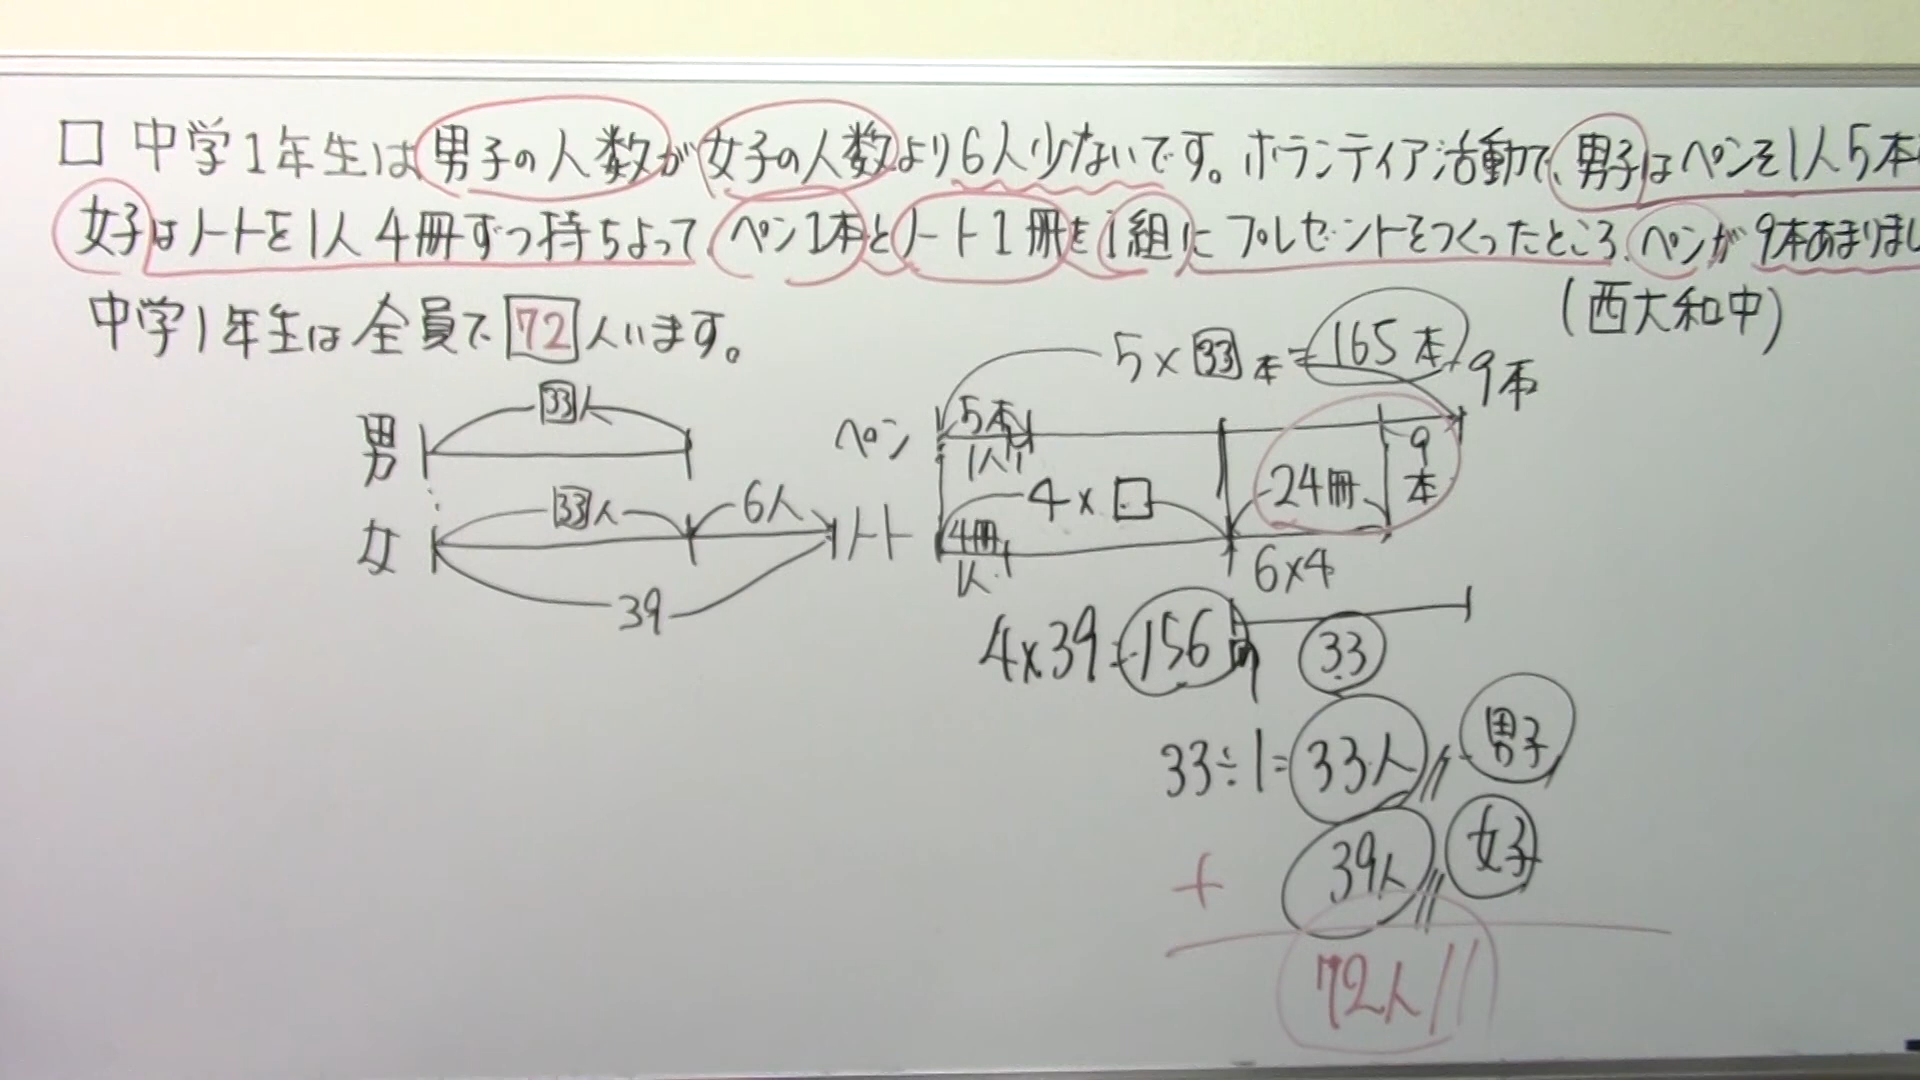 □ 中学1年生は男子の人数が女子の人数より6人少ないです。ボランティア活動で、男子はペンを1人5本
女子はノートを1人4冊ずつ持ちよって、ペン1本とノート1冊を1組にプレゼントをつくったところ、ペンが9本あまりまし
中学1年生は全員で72人います。
(西大和中)
5×33本=165本
9本
男 33人
ペン 5本 1人
24冊 9本
女 33人 6人
ノート 4冊 4×□
39
6×4
4×39=156冊
33
33÷1=33人 男子
+ 39人 女子
72人